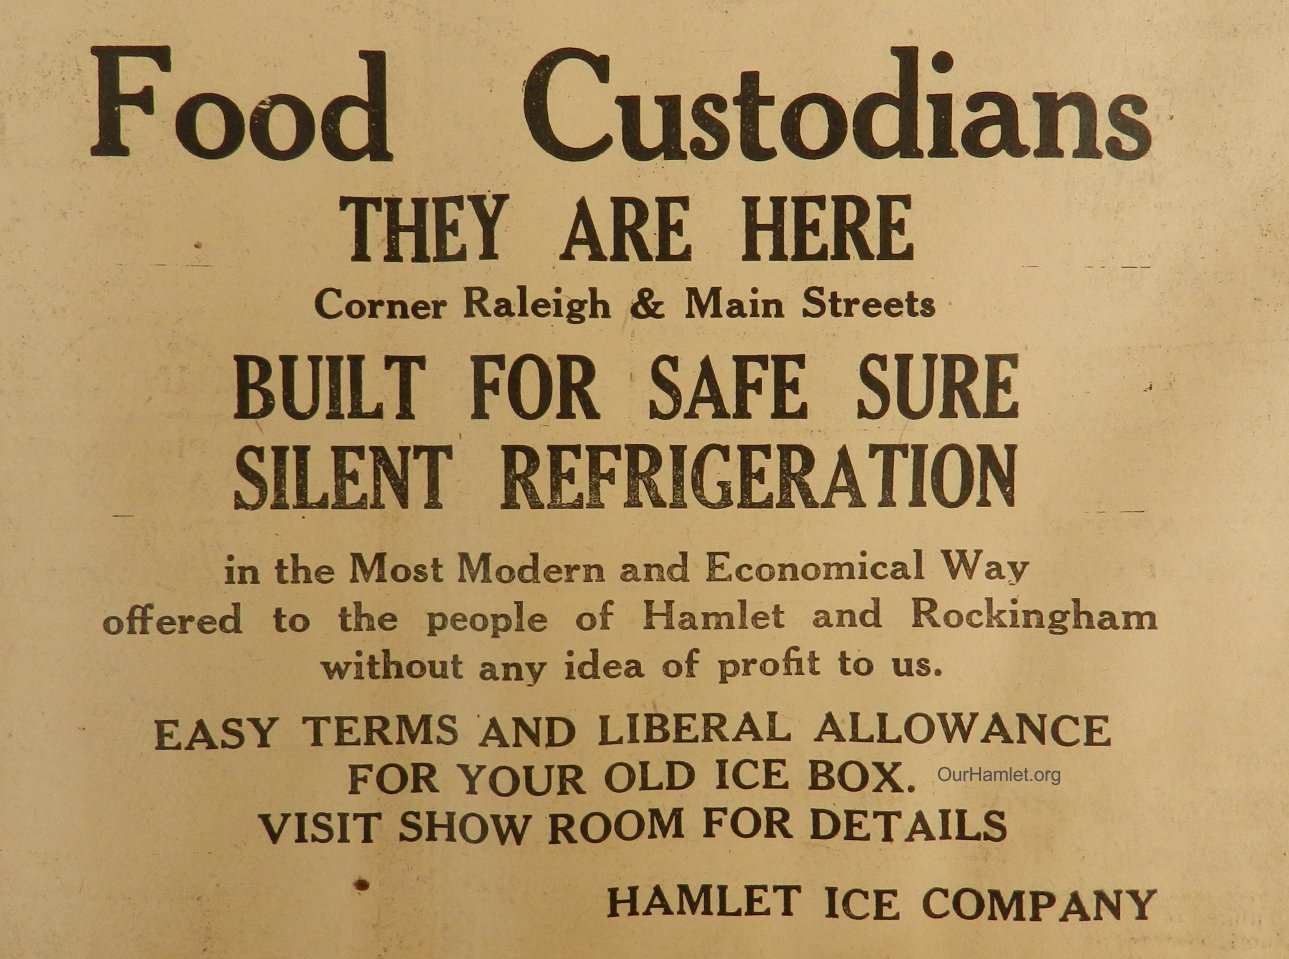 Food Custodians
THEY ARE HERE
Corner Raleigh & Main Streets
BUILT FOR SAFE SURE
SILENT REFRIGERATION
in the Most Modern and Economical Way
offered to the people of Hamlet and Rockingham
without any idea of profit to us.
EASY TERMS AND LIBERAL ALLOWANCE
FOR YOUR OLD ICE BOX.
OurHamlet.org
VISIT SHOW ROOM FOR DETAILS
HAMLET ICE COMPANY